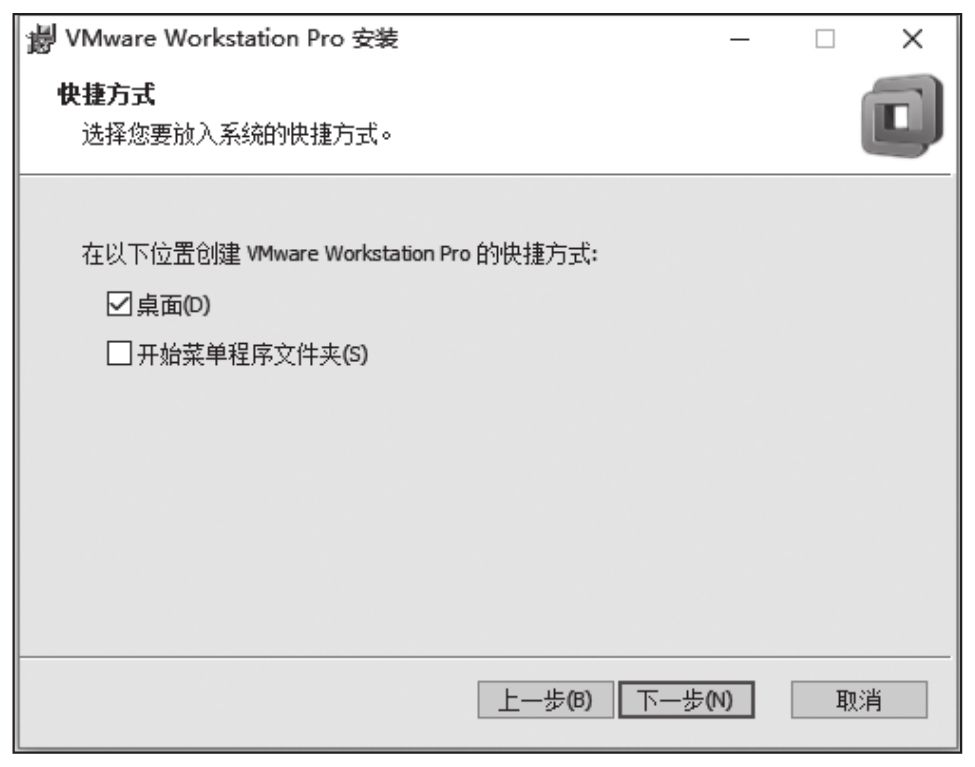 VMware Workstation Pro 安装
快捷方式
选择您要放入系统的快捷方式。
在以下位置创建 VMware Workstation Pro 的快捷方式:
桌面(D)
开始菜单程序文件夹(S)
上一步(B) 下一步(N) 取消